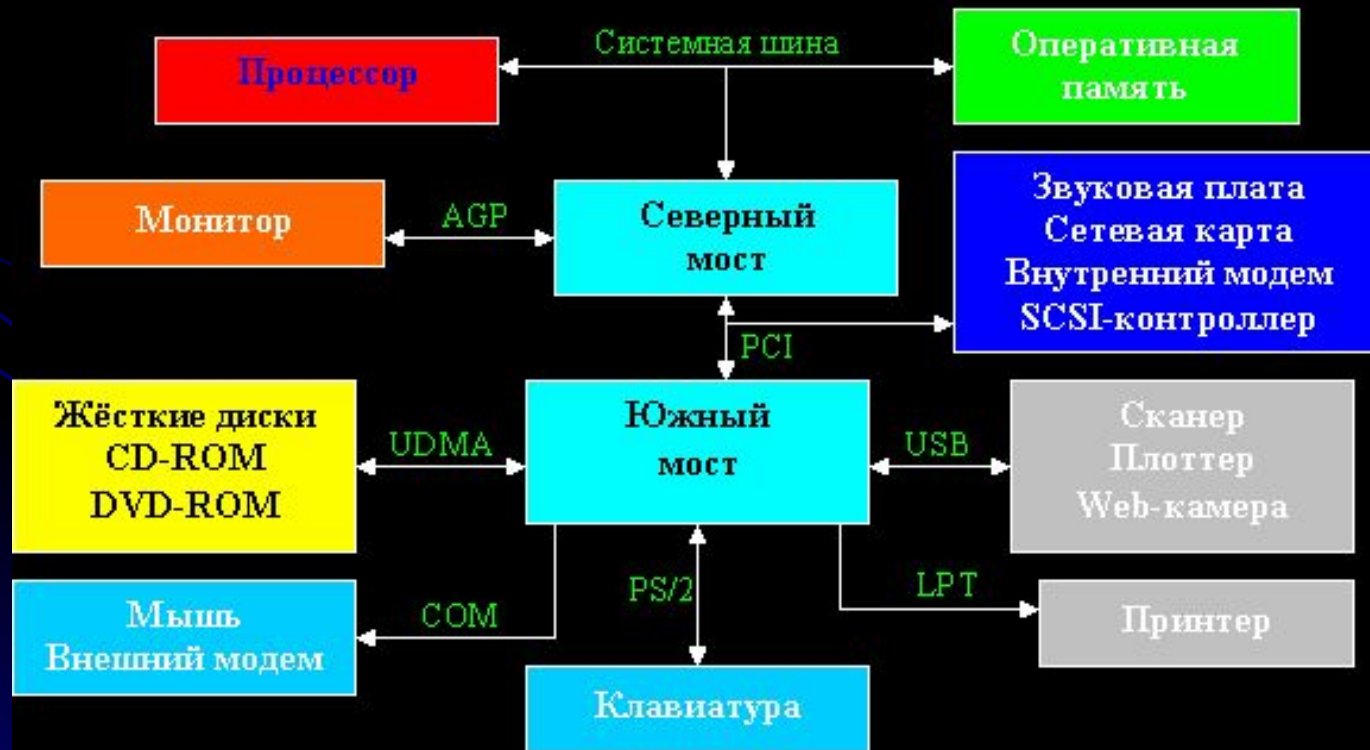 Системная шина
Процессор
Оперативная
память
Монитор
AGP
Северный
мост
Звуковая плата
Сетевая карта
Внутренний модем
SCSI-контроллер
PCI
Жёсткие диски
CD-ROM
DVD-ROM
UDMA
Южный
мост
USB
Сканер
Плоттер
Web-камера
Мышь
Внешний модем
COM
PS/2
LPT
Принтер
Клавиатура